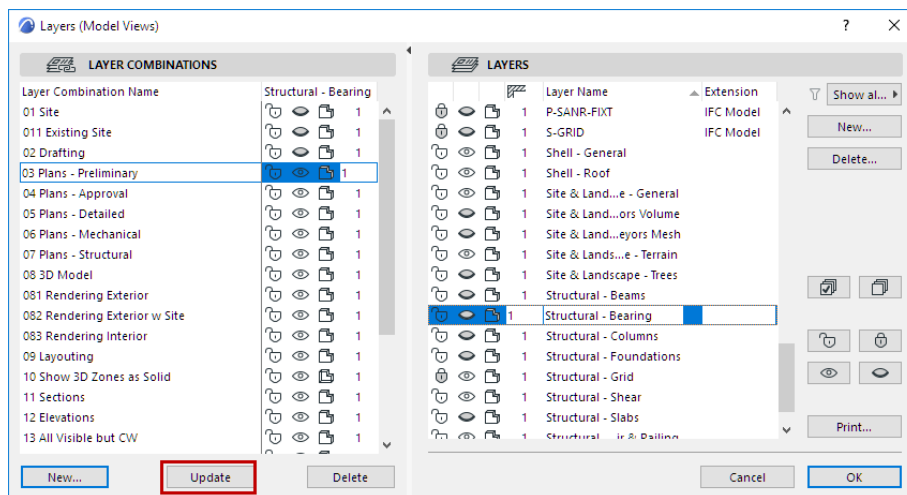 Layers (Model Views)
?
LAYER COMBINATIONS
Layer Combination Name Structural - Bearing
01 Site 1
011 Existing Site 1
02 Drafting 1
03 Plans - Preliminary 1
04 Plans - Approval 1
05 Plans - Detailed 1
06 Plans - Mechanical 1
07 Plans - Structural 1
08 3D Model 1
081 Rendering Exterior 1
082 Rendering Exterior w Site 1
083 Rendering Interior 1
09 Layouting 1
10 Show 3D Zones as Solid 1
11 Sections 1
12 Elevations 1
13 All Visible but CW 1
New...
Update
Delete
LAYERS
Layer Name Extension
1 P-SANR-FIXT IFC Model
1 S-GRID IFC Model
1 Shell - General
1 Shell - Roof
1 Site & Land...e - General
1 Site & Land...ors Volume
1 Site & Land...eyors Mesh
1 Site & Lands...e - Terrain
1 Site & Landscape - Trees
1 Structural - Beams
1 Structural - Bearing
1 Structural - Columns
1 Structural - Foundations
1 Structural - Grid
1 Structural - Shear
1 Structural - Slabs
1 Structural ... ir & Railing
Show al...
New...
Delete...
Print...
Cancel
OK